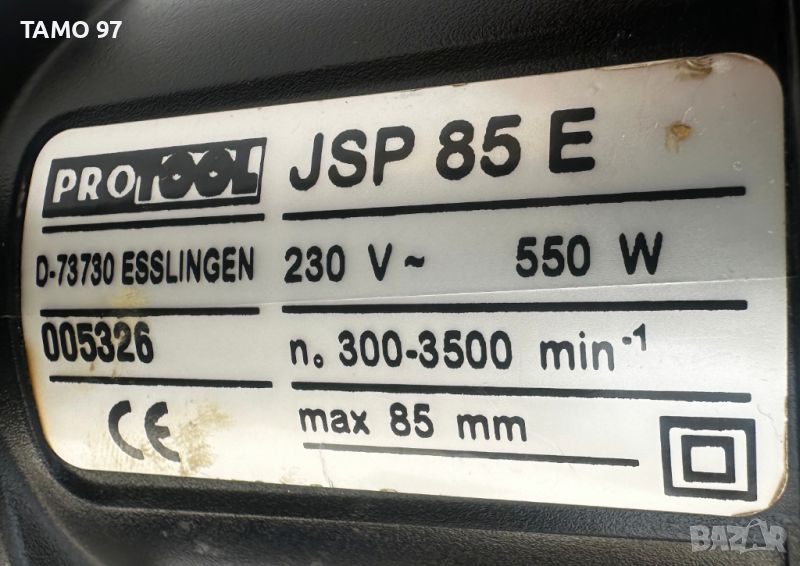 TAMO 97
PROTOOL
JSP 85 E
D-73730 ESSLINGEN
230 V~ 550 W
005326
n₀ 300-3500 min⁻¹
CE
max 85 mm
BAZAR